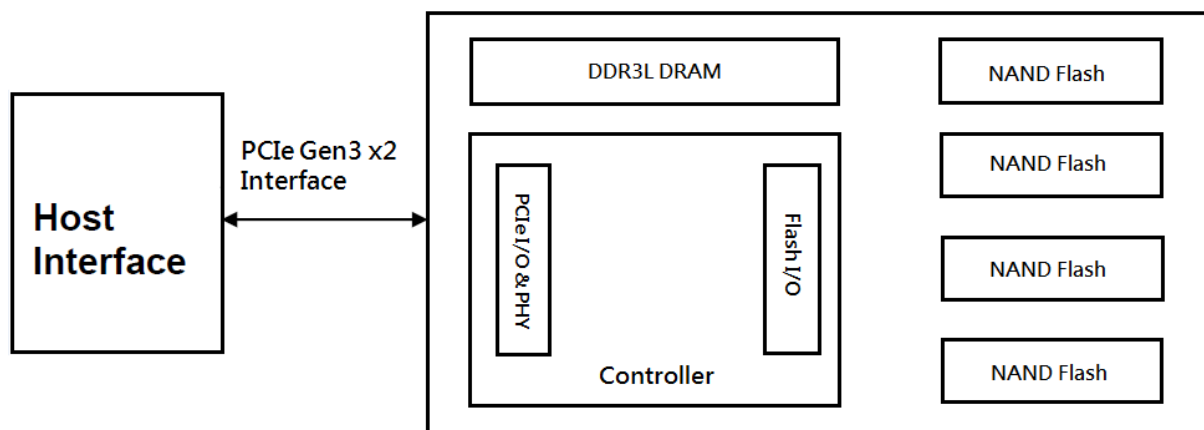 PCIe Gen3 x2
Interface
Host
Interface
DDR3L DRAM
PCIe I/O & PHY
Flash I/O
Controller
NAND Flash
NAND Flash
NAND Flash
NAND Flash